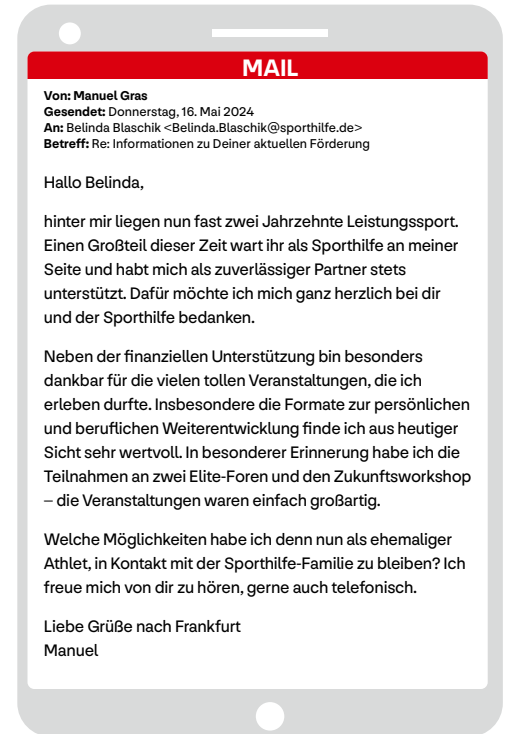 MAIL
Von: Manuel Gras
Gesendet: Donnerstag, 16. Mai 2024
An: Belinda Blaschik <Belinda.Blaschik@sporthilfe.de>
Betreff: Re: Informationen zu Deiner aktuellen Förderung
Hallo Belinda,
hinter mir liegen nun fast zwei Jahrzehnte Leistungssport.
Einen Großteil dieser Zeit wart ihr als Sporthilfe an meiner
Seite und habt mich als zuverlässiger Partner stets
unterstützt. Dafür möchte ich mich ganz herzlich bei dir
und der Sporthilfe bedanken.
Neben der finanziellen Unterstützung bin besonders
dankbar für die vielen tollen Veranstaltungen, die ich
erleben durfte. Insbesondere die Formate zur persönlichen
und beruflichen Weiterentwicklung finde ich aus heutiger
Sicht sehr wertvoll. In besonderer Erinnerung habe ich die
Teilnahmen an zwei Elite-Foren und den Zukunftsworkshop
– die Veranstaltungen waren einfach großartig.
Welche Möglichkeiten habe ich denn nun als ehemaliger
Athlet, in Kontakt mit der Sporthilfe-Familie zu bleiben? Ich
freue mich von dir zu hören, gerne auch telefonisch.
Liebe Grüße nach Frankfurt
Manuel